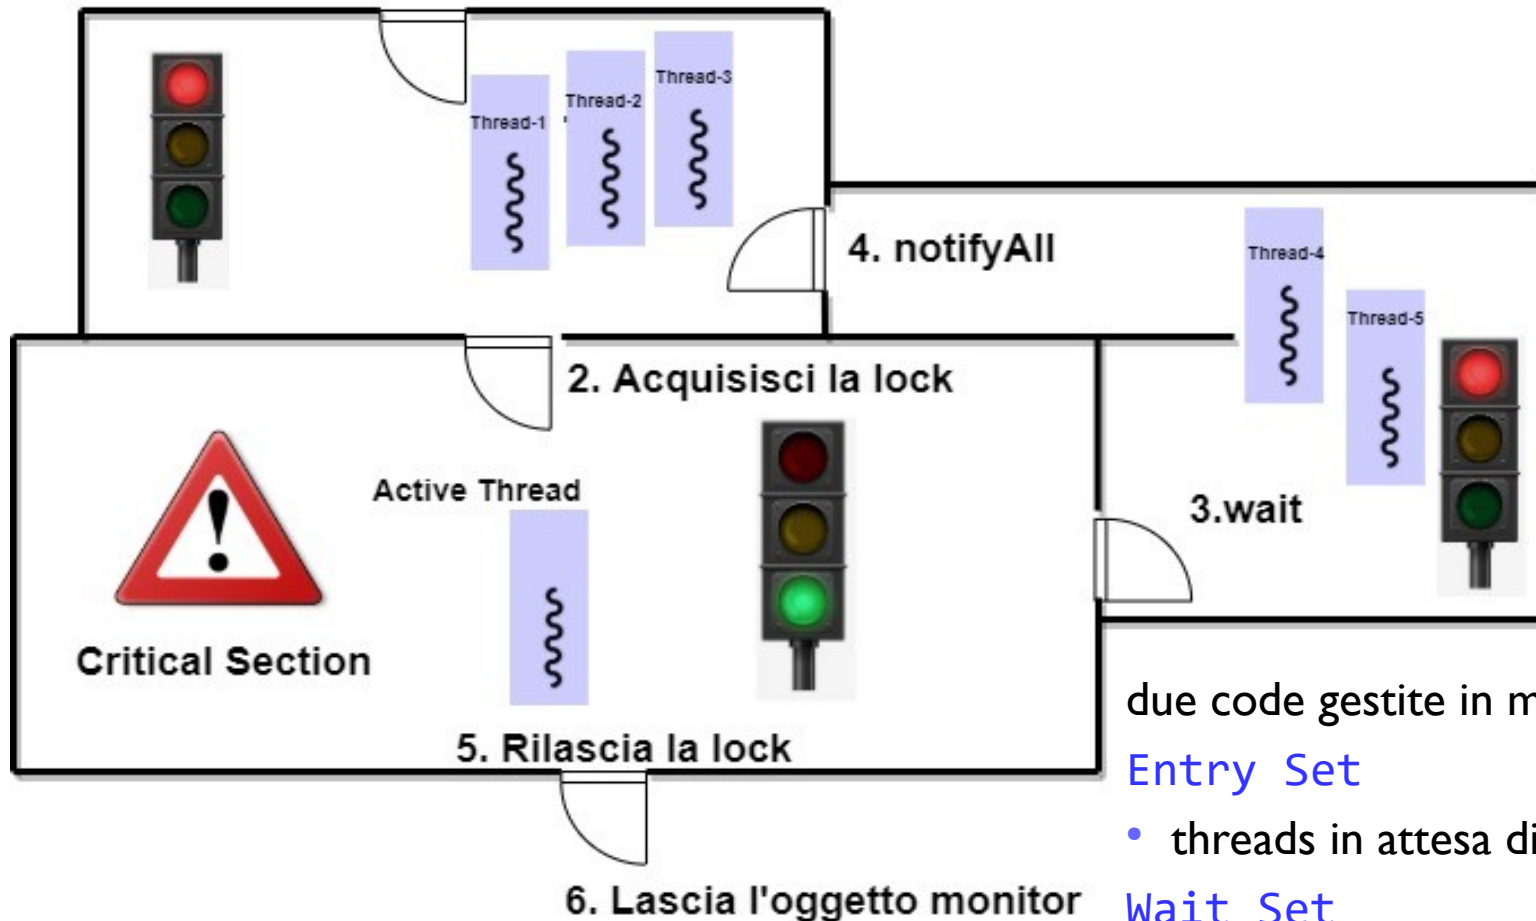 Thread-1
Thread-2
Thread-3
4. notifyAll
Thread-4
Thread-5
2. Acquisisci la lock
Active Thread
3.wait
Critical Section
5. Rilascia la lock
6. Lascia l'oggetto monitor
due code gestite in
Entry Set
• threads in attesa di
Wait Set